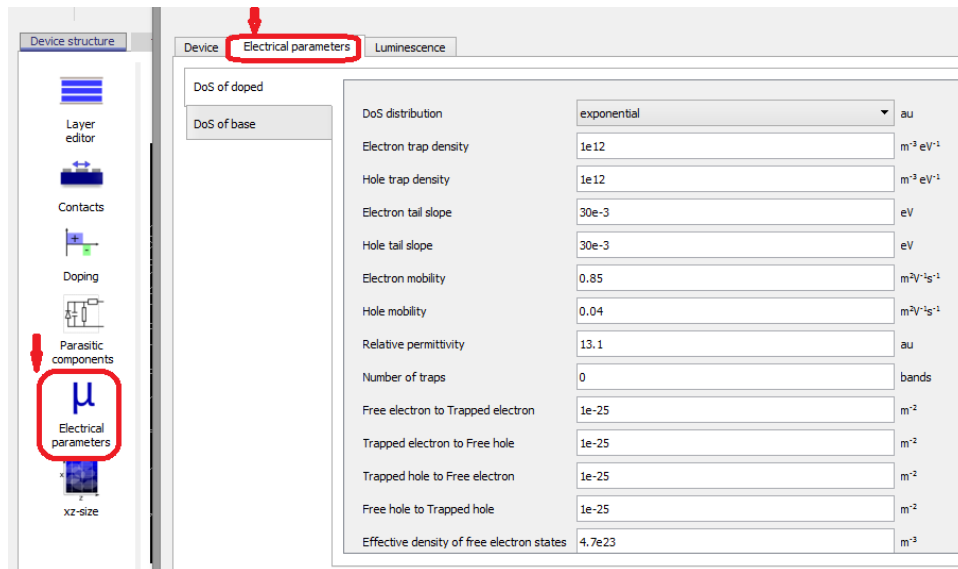 Device structure
Layer
editor
Contacts
Doping
Parasitic
components
μ
Electrical
parameters
x
z
xz-size
Device Electrical parameters Luminescence
DoS of doped
DoS of base
DoS distribution exponential au
Electron trap density 1e12 m⁻³ eV⁻¹
Hole trap density 1e12 m⁻³ eV⁻¹
Electron tail slope 30e-3 eV
Hole tail slope 30e-3 eV
Electron mobility 0.85 m²V⁻¹s⁻¹
Hole mobility 0.04 m²V⁻¹s⁻¹
Relative permittivity 13.1 au
Number of traps 0 bands
Free electron to Trapped electron 1e-25 m⁻²
Trapped electron to Free hole 1e-25 m⁻²
Trapped hole to Free electron 1e-25 m⁻²
Free hole to Trapped hole 1e-25 m⁻²
Effective density of free electron states 4.7e23 m⁻³